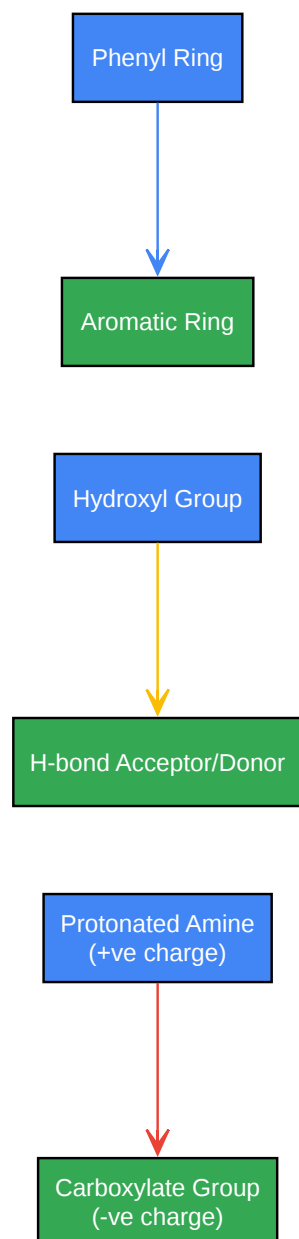 Phenyl Ring
Aromatic Ring
Hydroxyl Group
H-bond Acceptor/Donor
Protonated Amine
(+ve charge)
Carboxylate Group
(-ve charge)